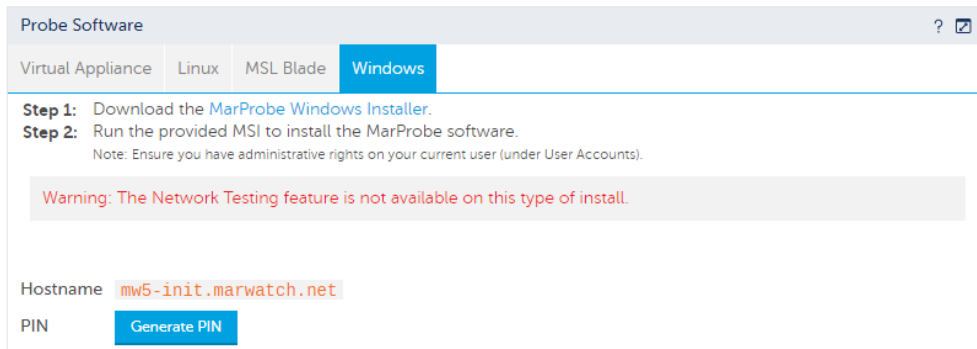 Probe Software ?
Virtual Appliance Linux MSL Blade Windows
Step 1: Download the MarProbe Windows Installer.
Step 2: Run the provided MSI to install the MarProbe software.
Note: Ensure you have administrative rights on your current user (under User Accounts).
Warning: The Network Testing feature is not available on this type of install.
Hostname mw5-init.marwatch.net
PIN Generate PIN